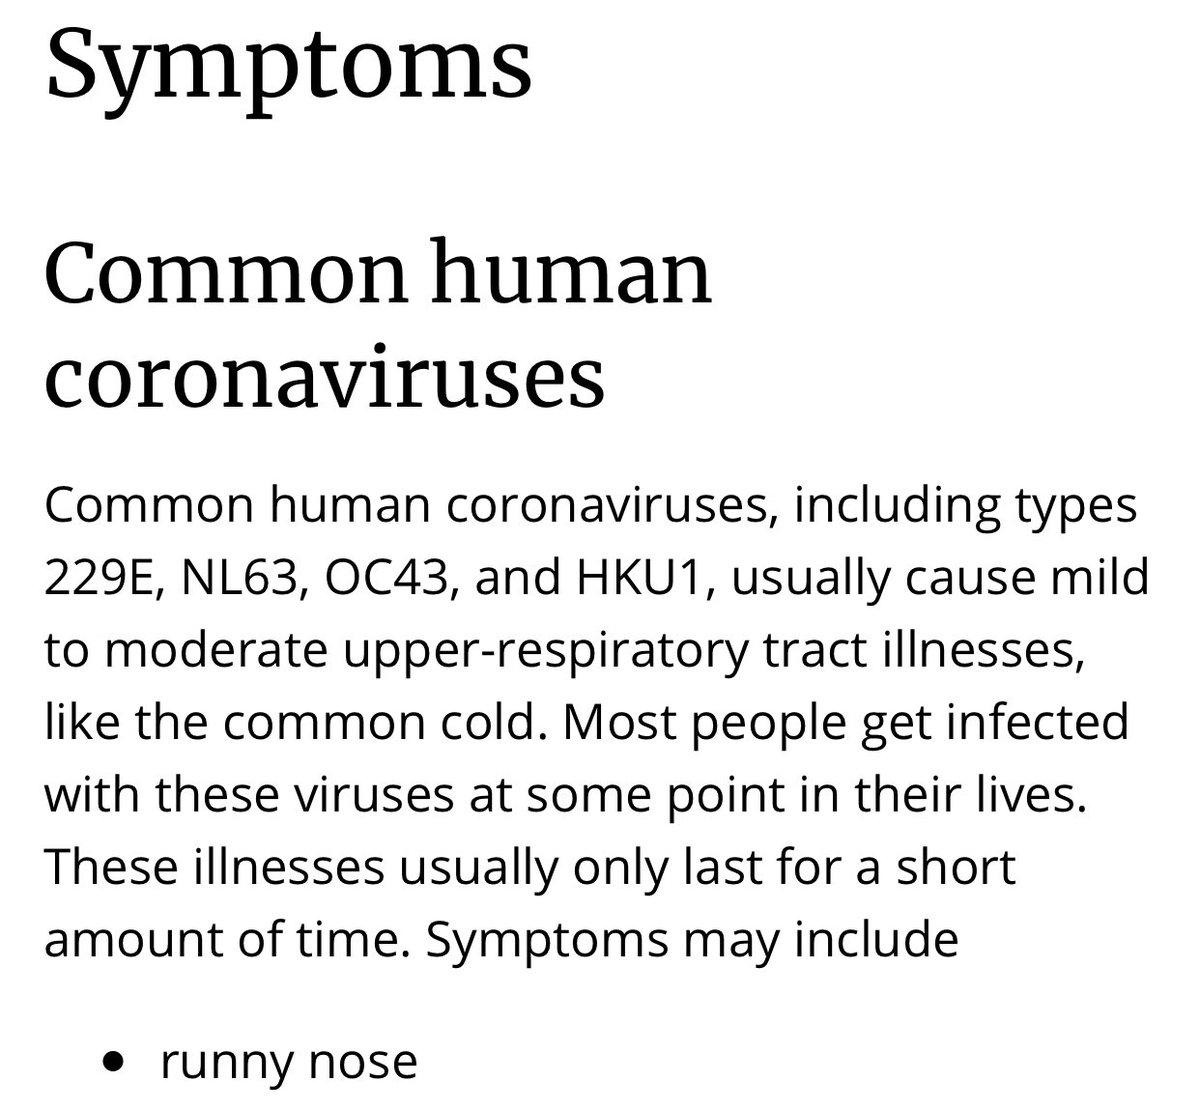 Symptoms
Common human
coronaviruses
Common human coronaviruses, including types
229E, NL63, OC43, and HKU1, usually cause mild
to moderate upper-respiratory tract illnesses,
like the common cold. Most people get infected
with these viruses at some point in their lives.
These illnesses usually only last for a short
amount of time. Symptoms may include
• runny nose